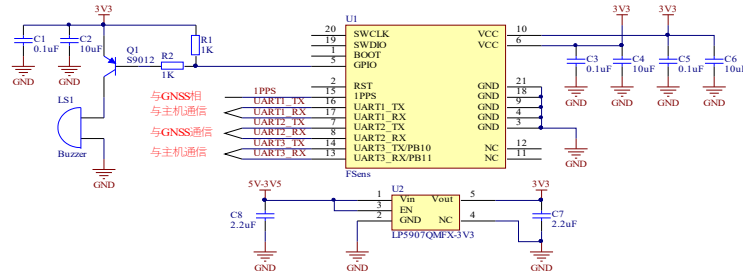 3V3
C1
0.1uF
C2
10uF
GND
GND
Q1
S9012
R2
1K
R1
1K
LS1
Buzzer
GND
U1
20 SWCLK
19 SWDIO
1 BOOT
5 GPIO
2 RST
15 1PPS
16 UART1_TX
17 UART1_RX
7 UART2_TX
8 UART2_RX
14 UART3_TX/PB10
13 UART3_RX/PB11
VCC 10
VCC 6
GND 21
GND 18
GND 9
GND 4
GND 3
NC 12
NC 11
FSens
与GNSS相 1PPS
与主机通信 UART1_TX
UART1_RX
与GNSS通信 UART2_TX
UART2_RX
与主机通信 UART3_TX
UART3_RX
3V3
3V3
C3
0.1uF
C4
10uF
C5
0.1uF
C6
10uF
GND
GND
GND
GND
GND
5V-3V5
C8
2.2uF
GND
GND
U2
1 Vin
3 EN
2 GND
Vout 5
NC 4
LP5907QMFX-3V3
3V3
C7
2.2uF
GND